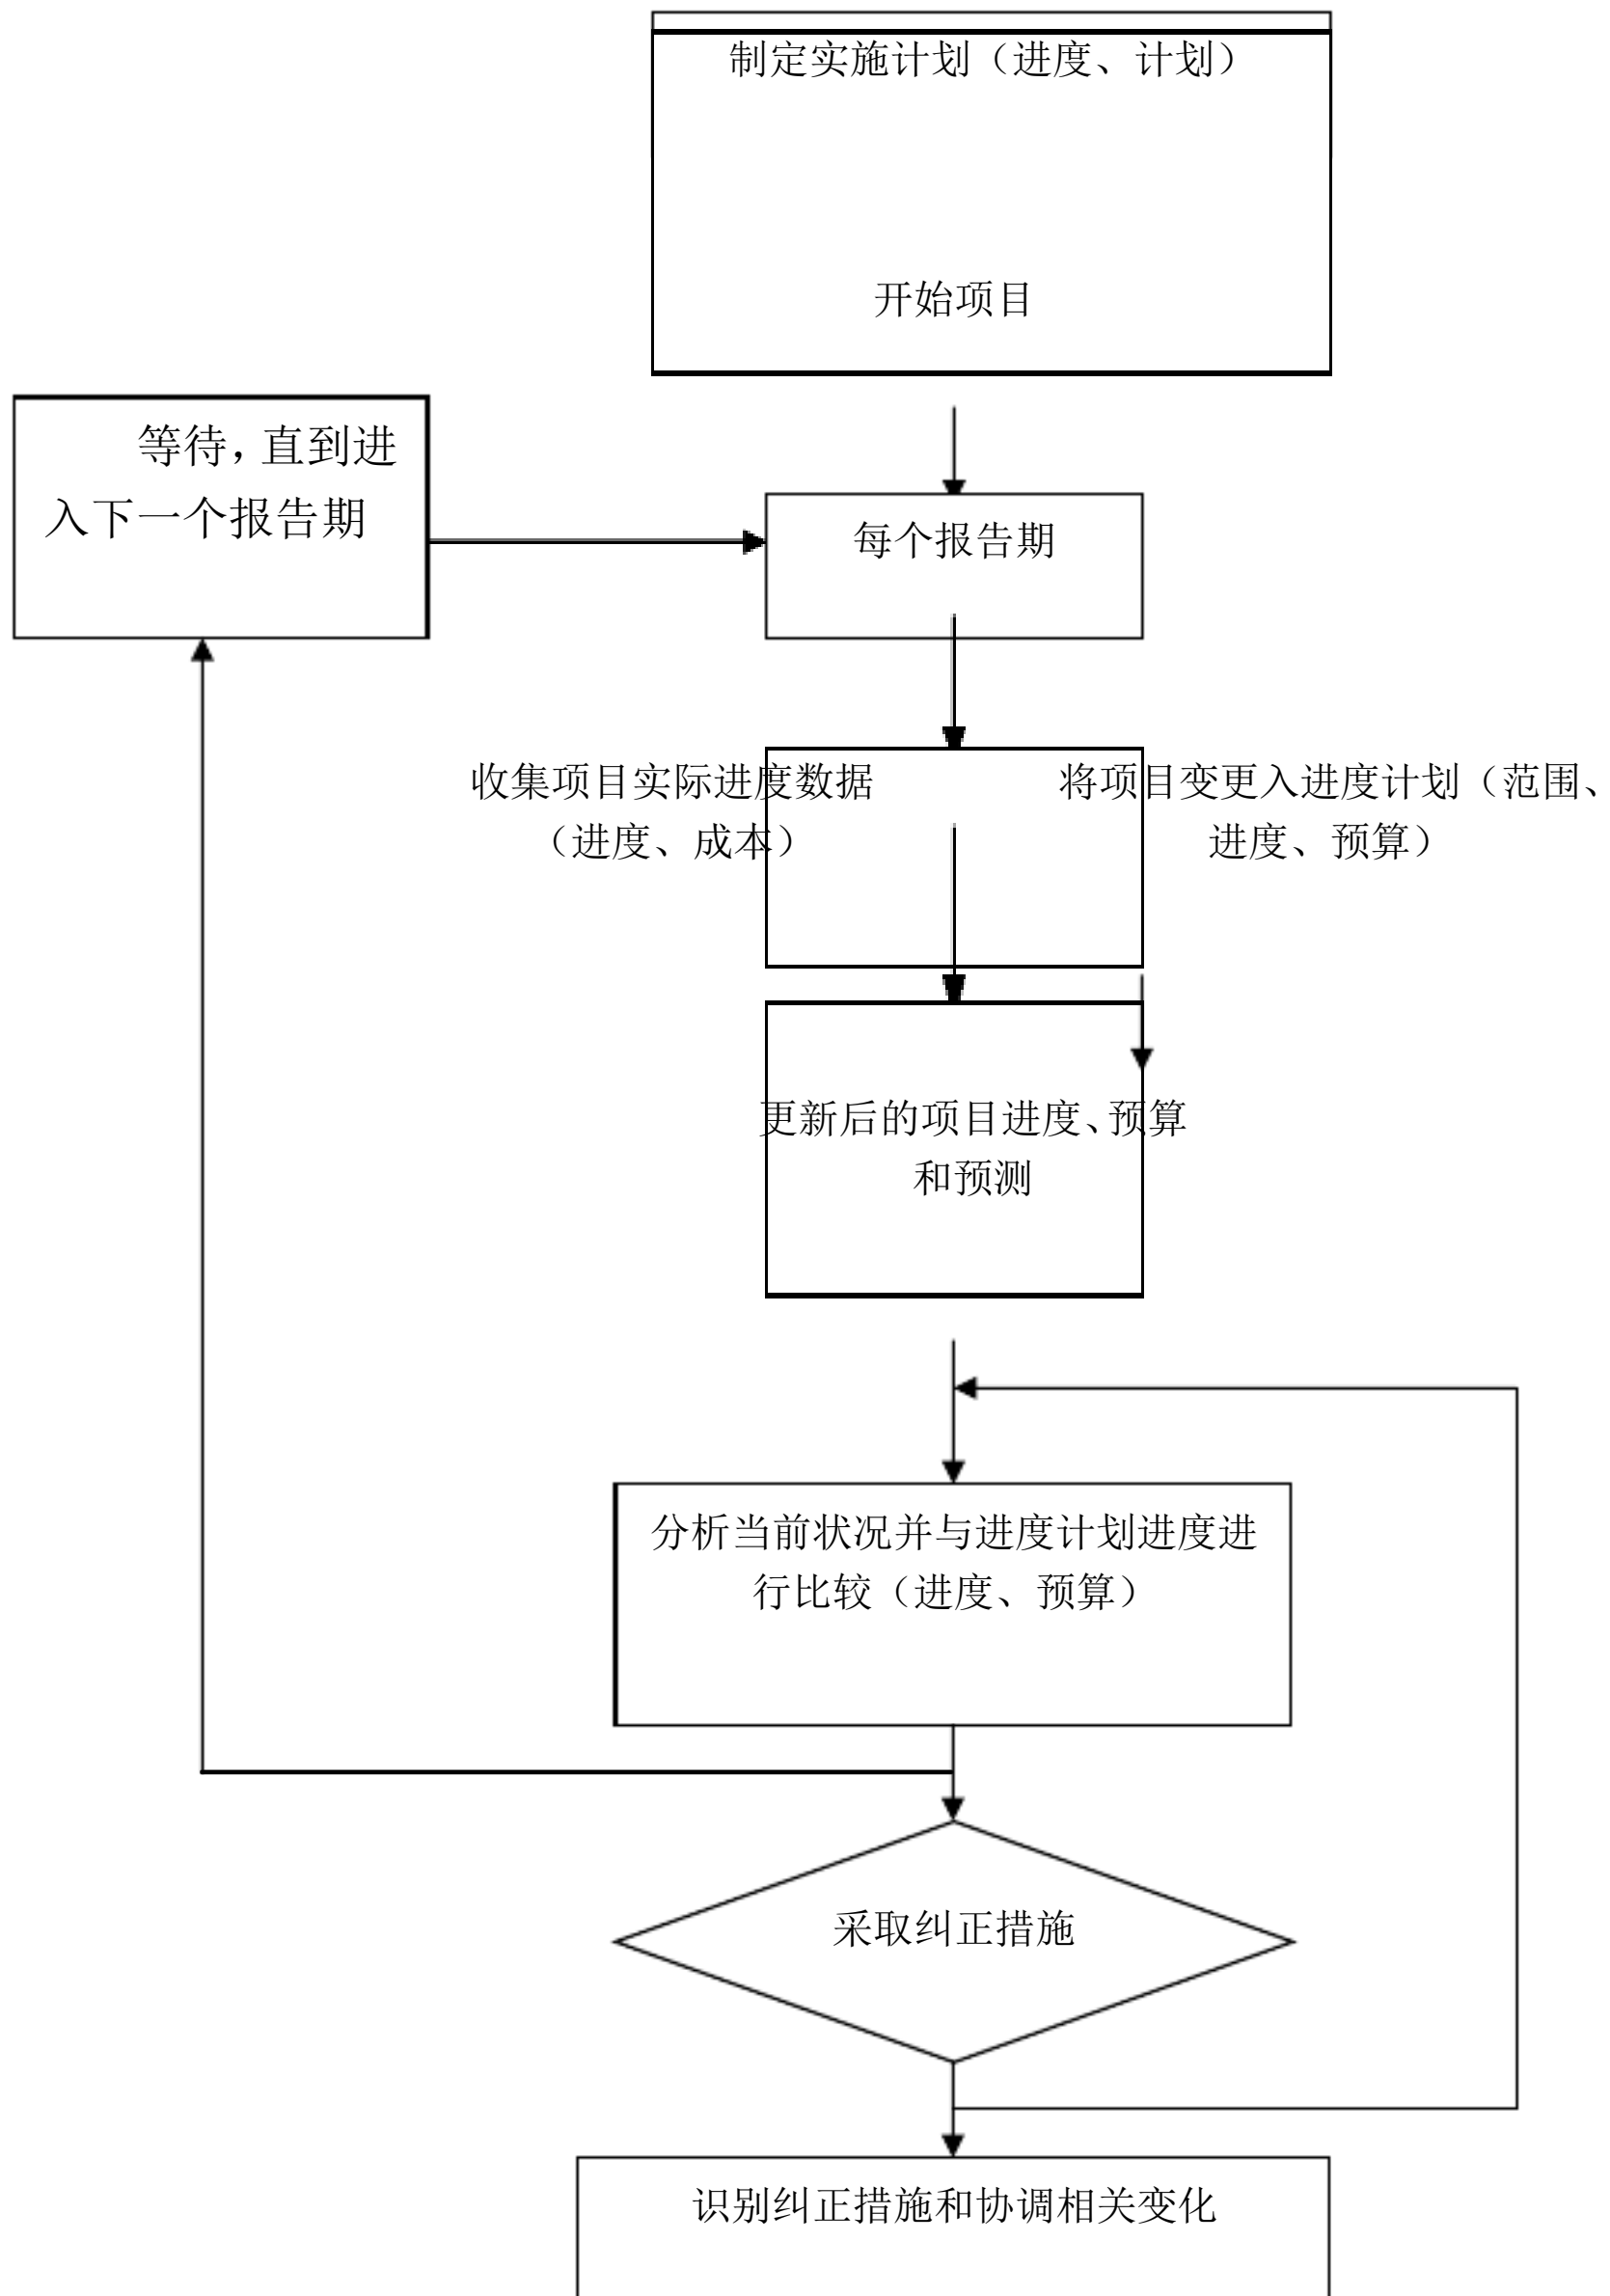 制定实施计划（进度、计划）
开始项目
等待，直到进
入下一个报告期
每个报告期
收集项目实际进度数据
（进度、成本）
将项目变更入进度计划（范围、
进度、预算）
更新后的项目进度、预算
和预测
分析当前状况并与进度计划进度进
行比较（进度、预算）
采取纠正措施
识别纠正措施和协调相关变化